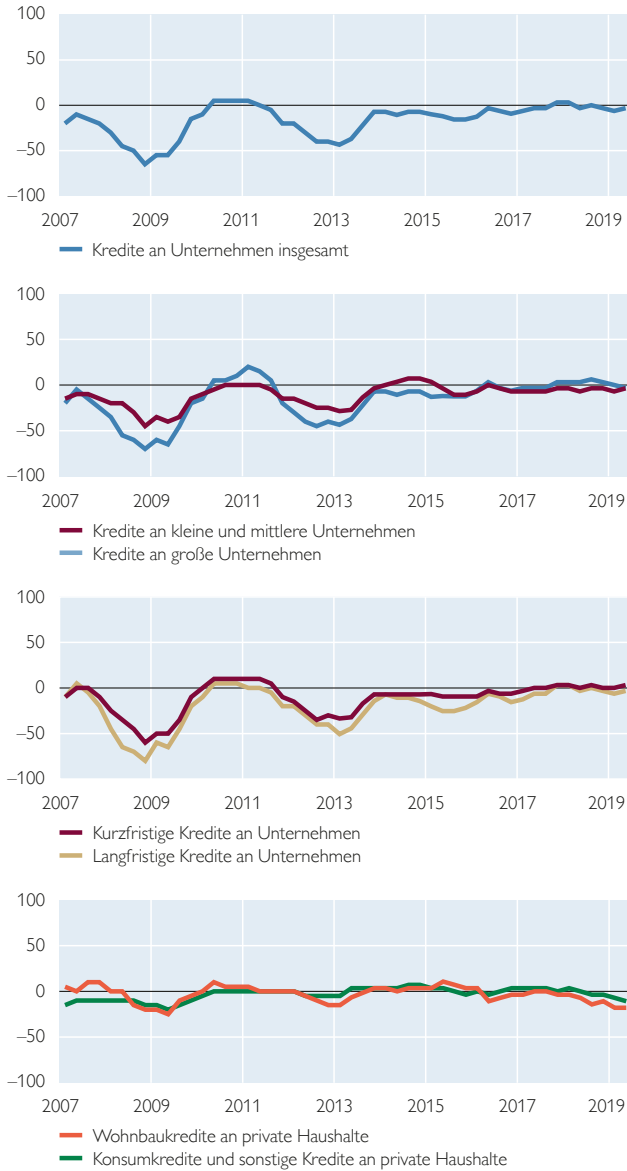 100
50
0
−50
−100
2007 2009 2011 2013 2015 2017 2019
Kredite an Unternehmen insgesamt
100
50
0
−50
−100
2007 2009 2011 2013 2015 2017 2019
Kredite an kleine und mittlere Unternehmen
Kredite an große Unternehmen
100
50
0
−50
−100
2007 2009 2011 2013 2015 2017 2019
Kurzfristige Kredite an Unternehmen
Langfristige Kredite an Unternehmen
100
50
0
−50
−100
2007 2009 2011 2013 2015 2017 2019
Wohnbaukredite an private Haushalte
Konsumkredite und sonstige Kredite an private Haushalte